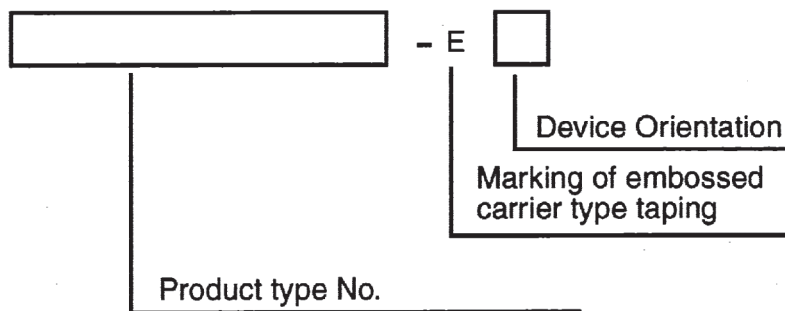 - E
Device Orientation
Marking of embossed
carrier type taping
Product type No.